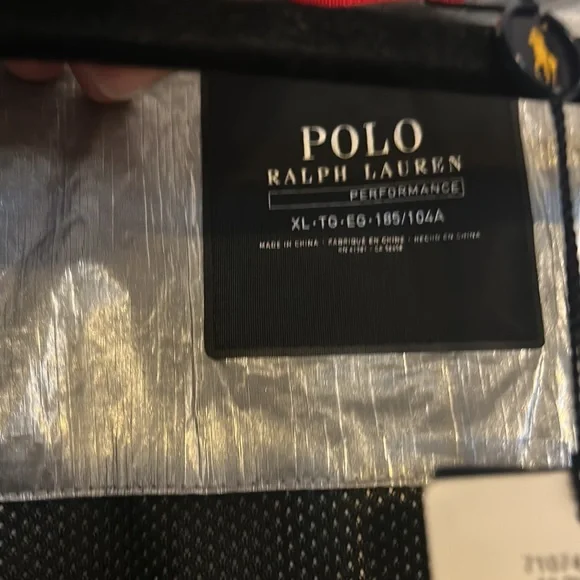 POLO
RALPH LAUREN
PERFORMANCE
XL·TG·EG·185/104A
MADE IN CHINA · FABRIQUÉ EN CHINE · HECHO EN CHINA